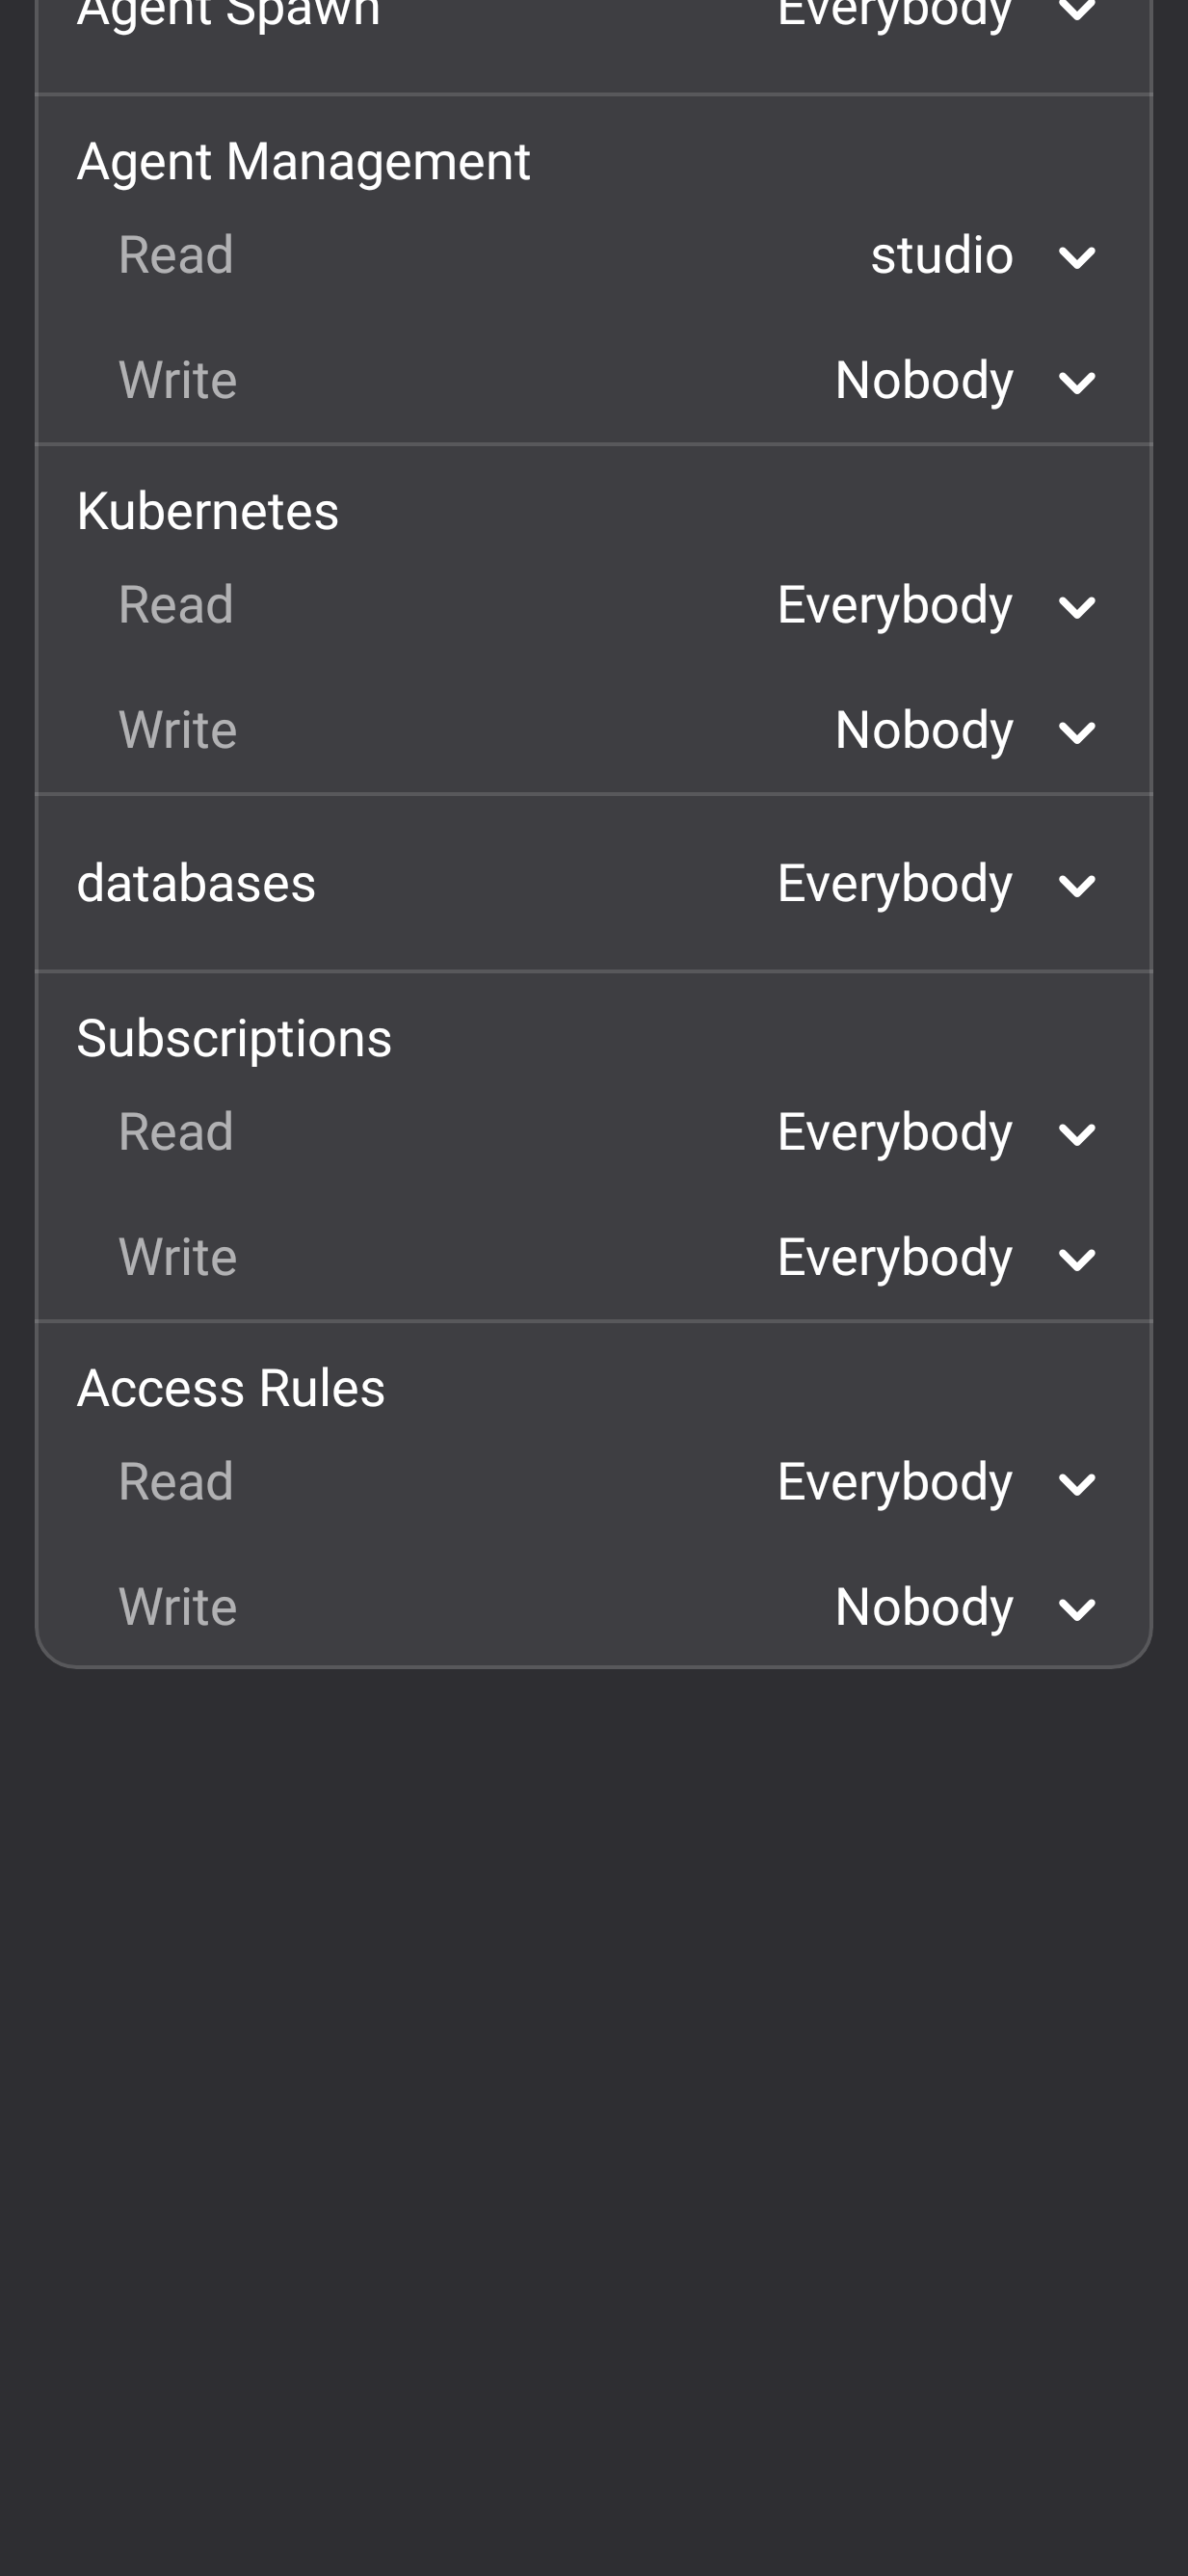 Agent Spawn Everybody
Agent Management
Read studio
Write Nobody
Kubernetes
Read Everybody
Write Nobody
databases Everybody
Subscriptions
Read Everybody
Write Everybody
Access Rules
Read Everybody
Write Nobody